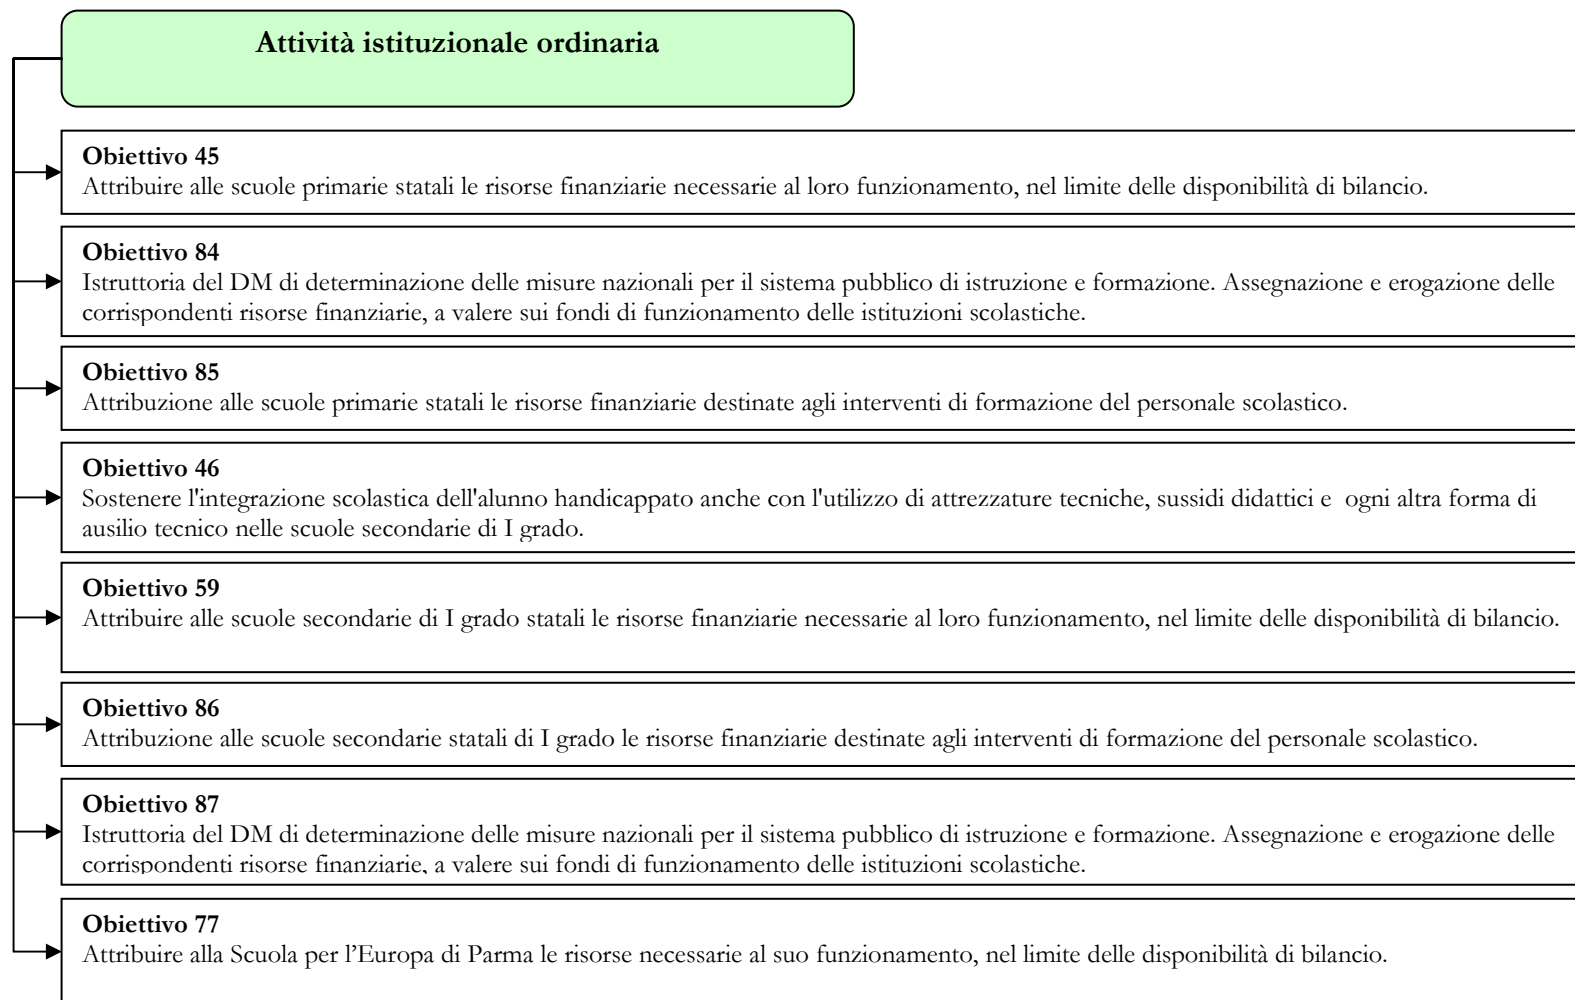 Attività istituzionale ordinaria
Obiettivo 45
Attribuire alle scuole primarie statali le risorse finanziarie necessarie al loro funzionamento, nel limite delle disponibilità di bilancio.
Obiettivo 84
Istruttoria del DM di determinazione delle misure nazionali per il sistema pubblico di istruzione e formazione. Assegnazione e erogazione delle
corrispondenti risorse finanziarie, a valere sui fondi di funzionamento delle istituzioni scolastiche.
Obiettivo 85
Attribuzione alle scuole primarie statali le risorse finanziarie destinate agli interventi di formazione del personale scolastico.
Obiettivo 46
Sostenere l'integrazione scolastica dell'alunno handicappato anche con l'utilizzo di attrezzature tecniche, sussidi didattici e  ogni altra forma di
ausilio tecnico nelle scuole secondarie di I grado.
Obiettivo 59
Attribuire alle scuole secondarie di I grado statali le risorse finanziarie necessarie al loro funzionamento, nel limite delle disponibilità di bilancio.
Obiettivo 86
Attribuzione alle scuole secondarie statali di I grado le risorse finanziarie destinate agli interventi di formazione del personale scolastico.
Obiettivo 87
Istruttoria del DM di determinazione delle misure nazionali per il sistema pubblico di istruzione e formazione. Assegnazione e erogazione delle
corrispondenti risorse finanziarie, a valere sui fondi di funzionamento delle istituzioni scolastiche.
Obiettivo 77
Attribuire alla Scuola per l’Europa di Parma le risorse necessarie al suo funzionamento, nel limite delle disponibilità di bilancio.